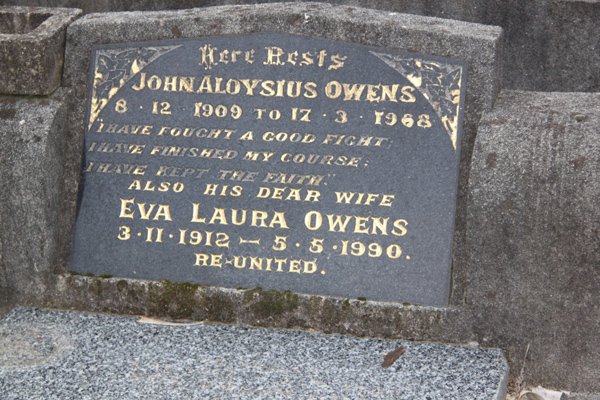 Here Rests
JOHN ALOYSIUS OWENS
8 · 12 · 1909 TO 17 · 3 · 1968
"I HAVE FOUGHT A GOOD FIGHT;
I HAVE FINISHED MY COURSE;
I HAVE KEPT THE FAITH."
ALSO HIS DEAR WIFE
EVA LAURA OWENS
3 · 11 · 1912 — 5 · 5 · 1990.
RE-UNITED.